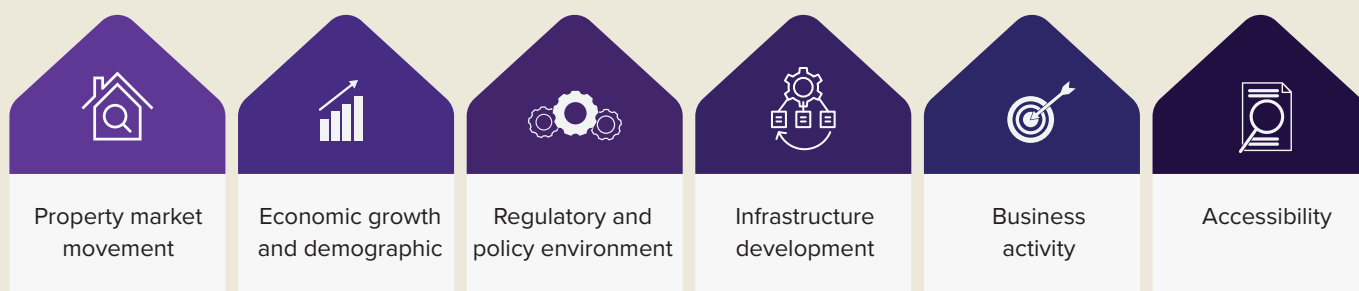 Property market
movement
Economic growth
and demographic
Regulatory and
policy environment
Infrastructure
development
Business
activity
Accessibility